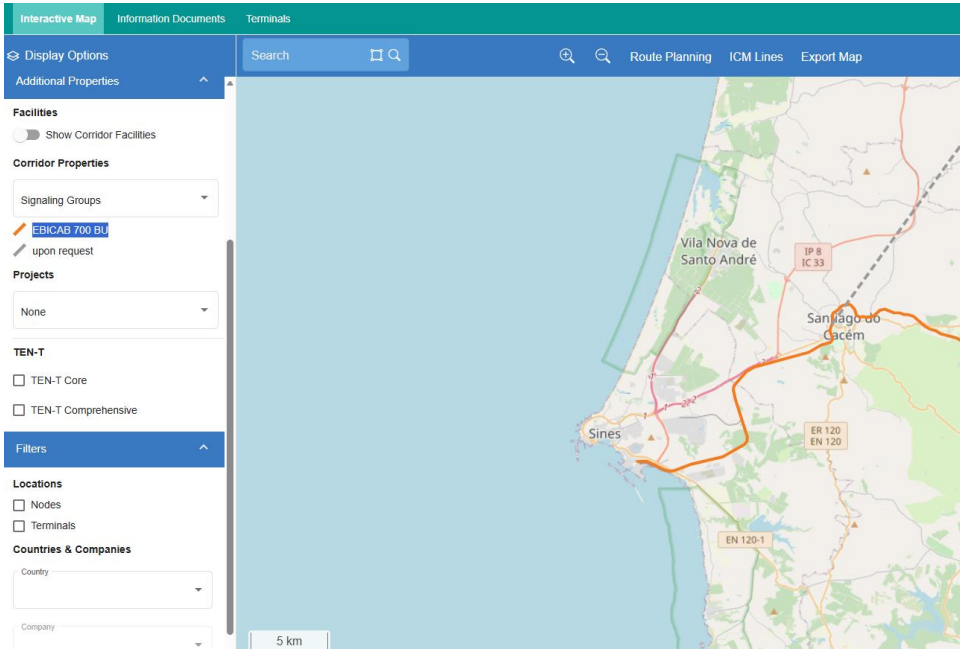 Interactive Map
Information Documents
Terminals
Display Options
Search
Route Planning
ICM Lines
Export Map
Additional Properties
Facilities
Show Corridor Facilities
Corridor Properties
Signaling Groups
EBICAB 700 BU
upon request
Projects
None
TEN-T
TEN-T Core
TEN-T Comprehensive
Filters
Locations
Nodes
Terminals
Countries & Companies
Country
Company
Vila Nova de
Santo André
IP 8
IC 33
Santiago do
Cacém
Sines
ER 120
EN 120
EN 120-1
5 km